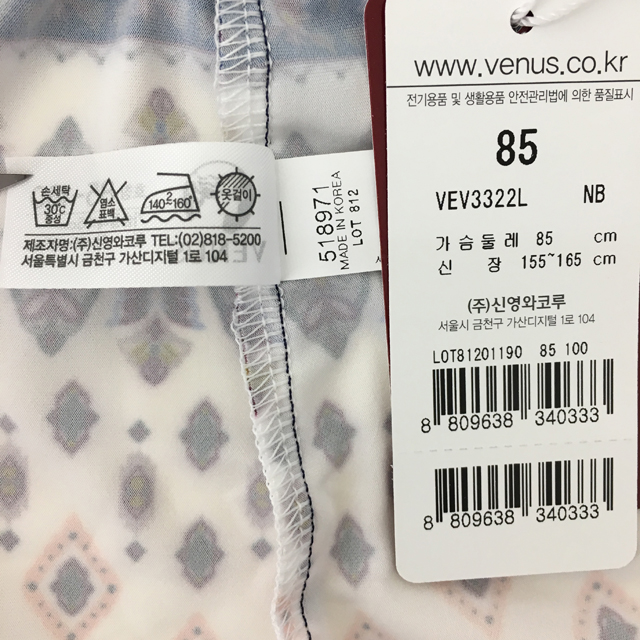 손세탁
30℃
중성
염소
표백
140~160℃
옷걸이
제조자명:(주)신영와코루 TEL:(02)818-5200
서울특별시 금천구 가산디지털 1로 104
518971
MADE IN KOREA
LOT 812
www.venus.co.kr
전기용품 및 생활용품 안전관리법에 의한 품질표시
85
VEV3322L NB
가슴둘레 85 cm
신 장 155~165 cm
(주)신영와코루
서울시 금천구 가산디지털 1로 104
LOT81201190 85 100
8 809638 340333
8 809638 340333